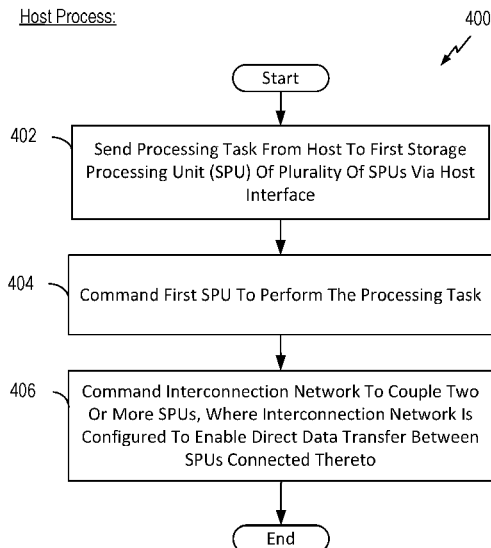 Host Process:
400
Start
402
Send Processing Task From Host To First Storage
Processing Unit (SPU) Of Plurality Of SPUs Via Host
Interface
404
Command First SPU To Perform The Processing Task
406
Command Interconnection Network To Couple Two
Or More SPUs, Where Interconnection Network Is
Configured To Enable Direct Data Transfer Between
SPUs Connected Thereto
End